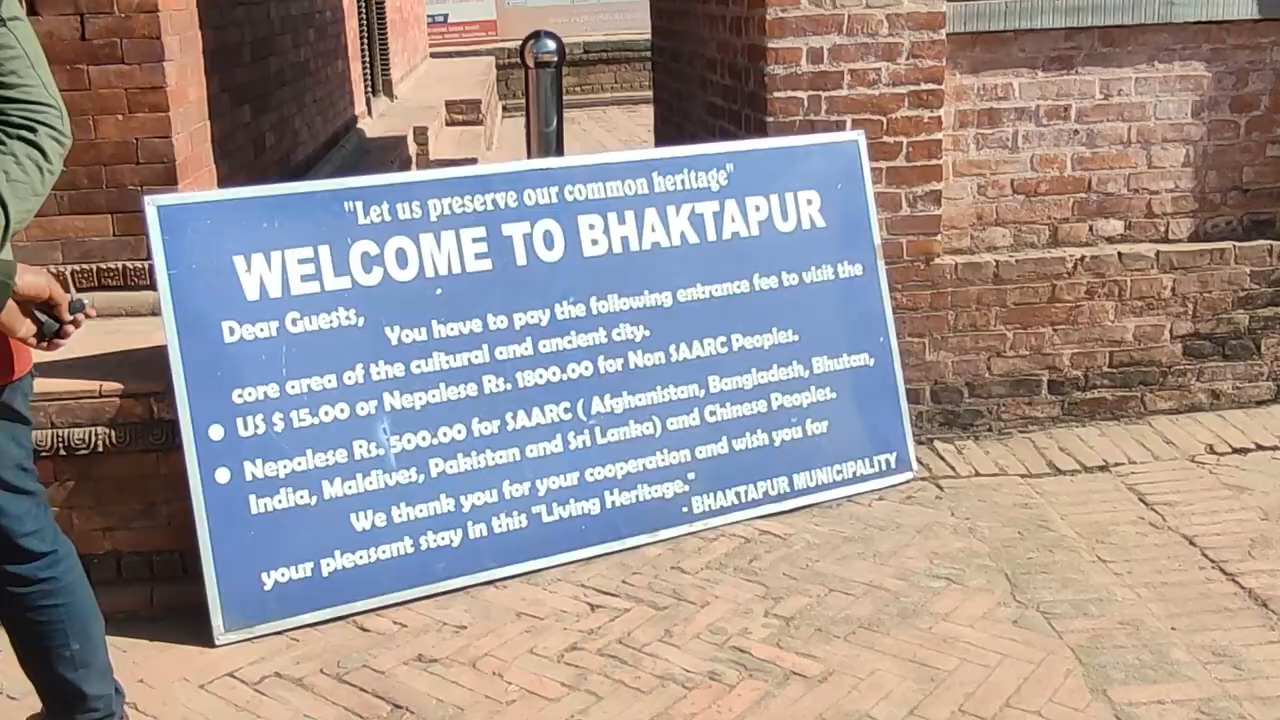 "Let us preserve our common heritage"
WELCOME TO BHAKTAPUR
Dear Guests,
You have to pay the following entrance fee to visit the
core area of the cultural and ancient city.
● US $ 15.00 or Nepalese Rs. 1800.00 for Non SAARC Peoples.
● Nepalese Rs. 500.00 for SAARC ( Afghanistan, Bangladesh, Bhutan,
India, Maldives, Pakistan and Sri Lanka) and Chinese Peoples.
We thank you for your cooperation and wish you for
your pleasant stay in this "Living Heritage."
- BHAKTAPUR MUNICIPALITY